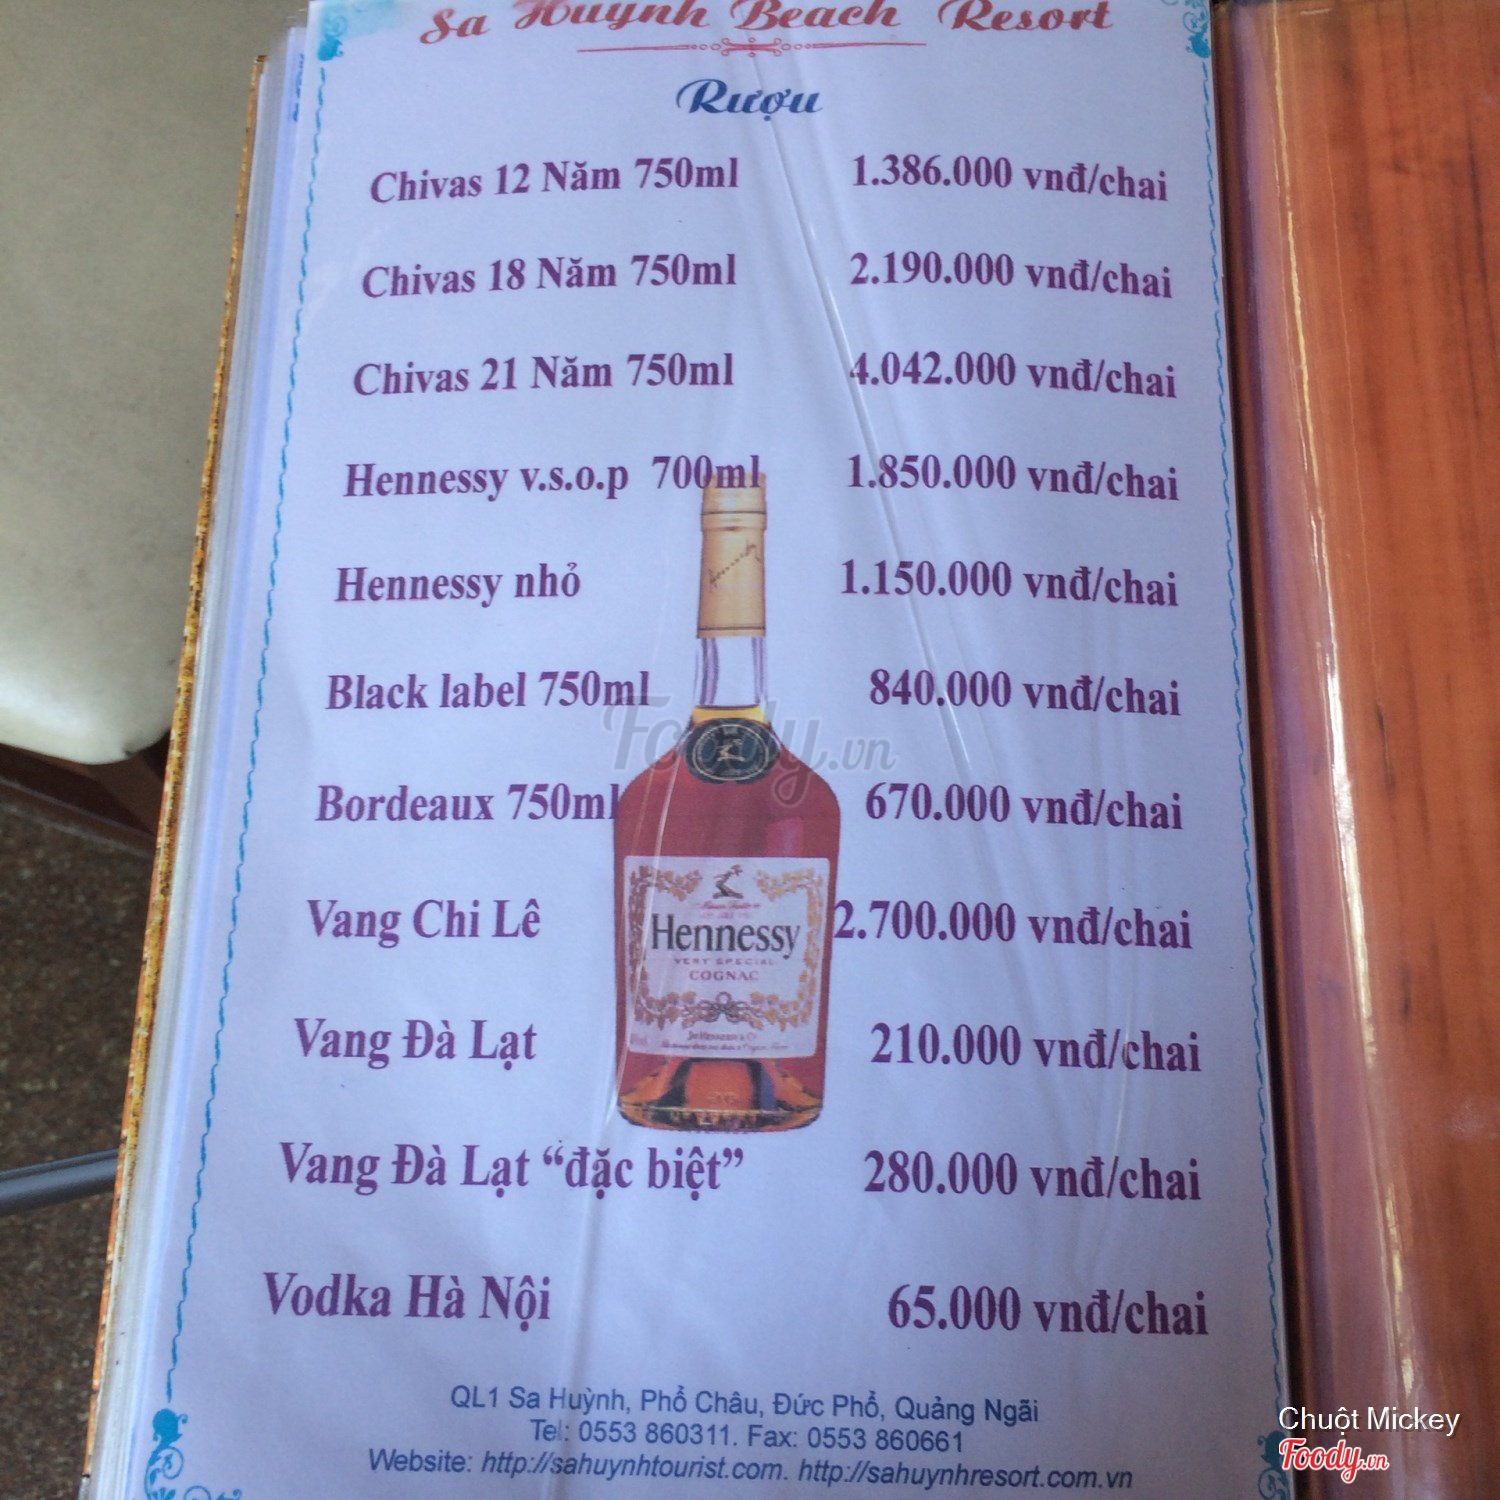 Sa Huỳnh Beach Resort
Rượu
Chivas 12 Năm 750ml 1.386.000 vnđ/chai
Chivas 18 Năm 750ml 2.190.000 vnđ/chai
Chivas 21 Năm 750ml 4.042.000 vnđ/chai
Hennessy v.s.o.p 700ml 1.850.000 vnđ/chai
Hennessy nhỏ 1.150.000 vnđ/chai
Black label 750ml 840.000 vnđ/chai
Foody.vn
Bordeaux 750ml 670.000 vnđ/chai
Vang Chi Lê 2.700.000 vnđ/chai
Hennessy
VERY SPECIAL
COGNAC
Vang Đà Lạt 210.000 vnđ/chai
Vang Đà Lạt “đặc biệt” 280.000 vnđ/chai
Vodka Hà Nội 65.000 vnđ/chai
QL1 Sa Huỳnh, Phổ Châu, Đức Phổ, Quảng Ngãi
Tel: 0553 860311. Fax: 0553 860661
Website: http://sahuynhtourist.com. http://sahuynhresort.com.vn
Chuột Mickey
Foody.vn